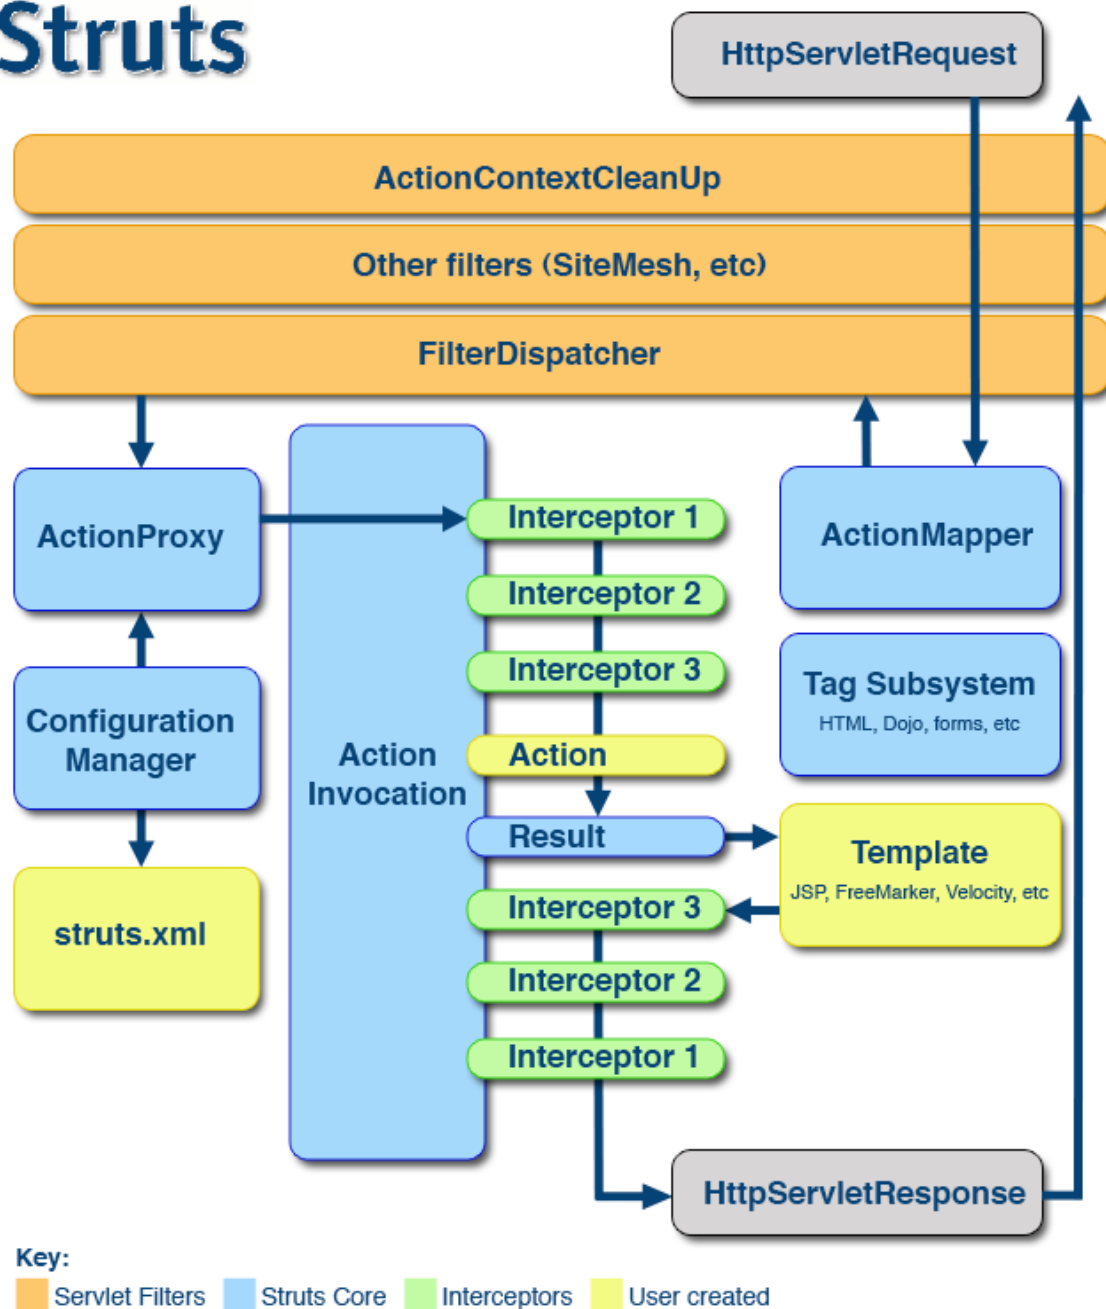 Struts
HttpServletRequest
ActionContextCleanUp
Other filters (SiteMesh, etc)
FilterDispatcher
ActionProxy
Interceptor 1
ActionMapper
Interceptor 2
Interceptor 3
Tag Subsystem
HTML, Dojo, forms, etc
Configuration
Manager
Action
Invocation
Action
Result
Template
JSP, FreeMarker, Velocity, etc
struts.xml
Interceptor 3
Interceptor 2
Interceptor 1
HttpServletResponse
Key:
Servlet Filters
Struts Core
Interceptors
User created